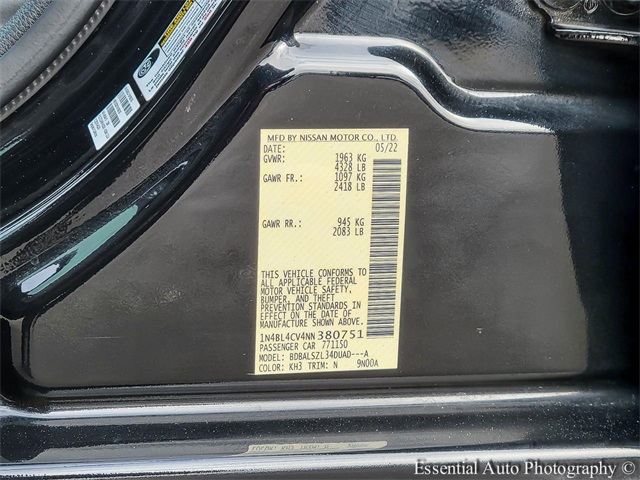 MFD BY NISSAN MOTOR CO., LTD.
DATE: 05/22
GVWR: 1963 KG
4328 LB
GAWR FR.: 1097 KG
2418 LB
GAWR RR.: 945 KG
2083 LB
THIS VEHICLE CONFORMS TO
ALL APPLICABLE FEDERAL
MOTOR VEHICLE SAFETY,
BUMPER, AND THEFT
PREVENTION STANDARDS IN
EFFECT ON THE DATE OF
MANUFACTURE SHOWN ABOVE.
1N4BL4CV4NN380751
PASSENGER CAR 771150
MODEL: BDBALSZL34DUAD---A
COLOR: KH3 TRIM: N 9N00A
Essential Auto Photography ©